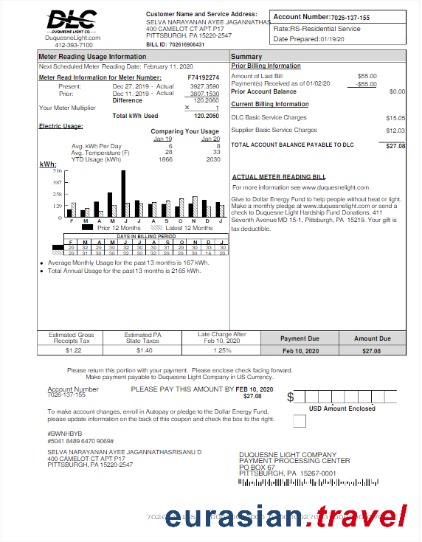 DLC
DUQUESNE LIGHT CO.
DuquesneLight.com
412-393-7100
Customer Name and Service Address:
SELVA NARAYANAN AYEE JAGANNATHAS
400 CAMELOT CT APT P17
PITTSBURGH, PA 15220-2547
BILL ID: 702616908431
Account Number:7026-137-155
Rate:RS-Residential Service
Date Prepared:01/19/20
Meter Reading Usage Information
Next Scheduled Meter Reading Date: February 11, 2020
Meter Read Information for Meter Number: F74192274
Present: Dec 27, 2019 - Actual 3927.3590
Prior: Dec 11, 2019 - Actual 3807.1530
Difference 120.2060
Your Meter Multiplier X 1
Total kWh Used 120.2060
Electric Usage:
Comparing Your Usage
Jan 19 Jan 20
Avg. kWh Per Day 6 8
Avg. Temperature (F) 28 33
YTD Usage (kWh) 1866 2030
kWh:
516
387
258
129
0
F M A M J J A S O N D J
Prior 12 Months Latest 12 Months
DAYS IN BILLING PERIOD
F M A M J J A S O N D J
Average Monthly Usage for the past 13 months is 167 kWh.
Total Annual Usage for the past 13 months is 2165 kWh.
Summary
Prior Billing Information
Amount of Last Bill $55.00
Payment(s) Received as of 01/02/20 -$55.00
Prior Account Balance $0.00
Current Billing Information
DLC Basic Service Charges $15.05
Supplier Basic Service Charges $12.03
TOTAL ACCOUNT BALANCE PAYABLE TO DLC $27.08
ACTUAL METER READING BILL
For more information see www.duquesnelight.com.
Give to Dollar Energy Fund to help people without heat or light.
Make a monthly pledge at www.duquesnelight.com or send a
check to Duquesne Light Hardship Fund Donations, 411
Seventh Avenue MD 15-1, Pittsburgh, PA 15219. Your gift is
tax deductible.
Estimated Gross Receipts Tax
Estimated PA State Taxes
Late Charge After Feb 10, 2020
Payment Due
Amount Due
$1.22 $1.40 1.25% Feb 10, 2020 $27.08
Please return this portion with your payment. Please enclose check facing forward.
Make payment payable to Duquesne Light Company in US Currency.
Account Number
7026-137-155
PLEASE PAY THIS AMOUNT BY FEB 10, 2020
$27.08
$
USD Amount Enclosed
To make account changes, enroll in Autopay or pledge to the Dollar Energy Fund,
please update information on the back of this coupon and check the box to the right.
#BWNHBYB
#5041 8489 6470 9069#
SELVA NARAYANAN AYEE JAGANNATHASRISANU D
400 CAMELOT CT APT P17
PITTSBURGH, PA 15220-2547
DUQUESNE LIGHT COMPANY
PAYMENT PROCESSING CENTER
PO BOX 67
PITTSBURGH, PA 15267-0001
eurasian.travel